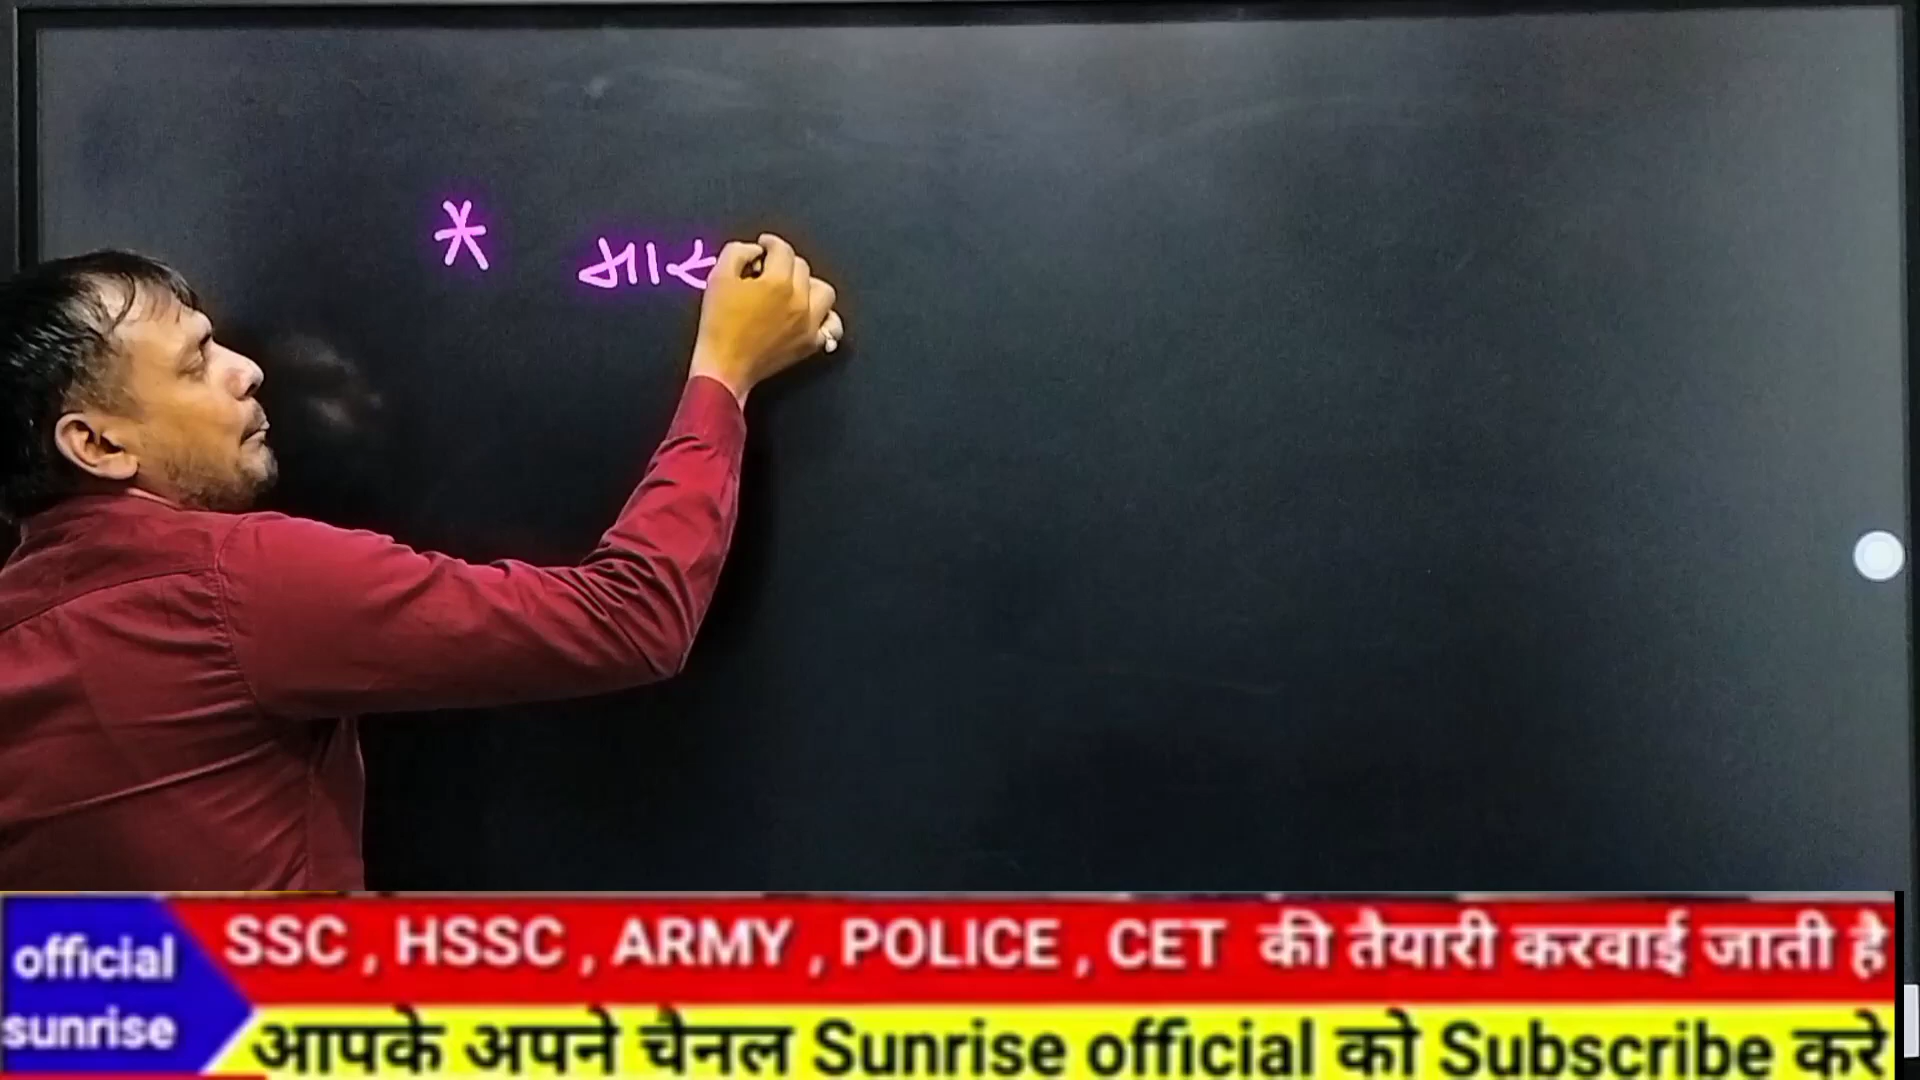 *
official sunrise
SSC , HSSC , ARMY , POLICE , CET की तैयारी करवाई जाती है
आपके अपने चैनल Sunrise official को Subscribe करे